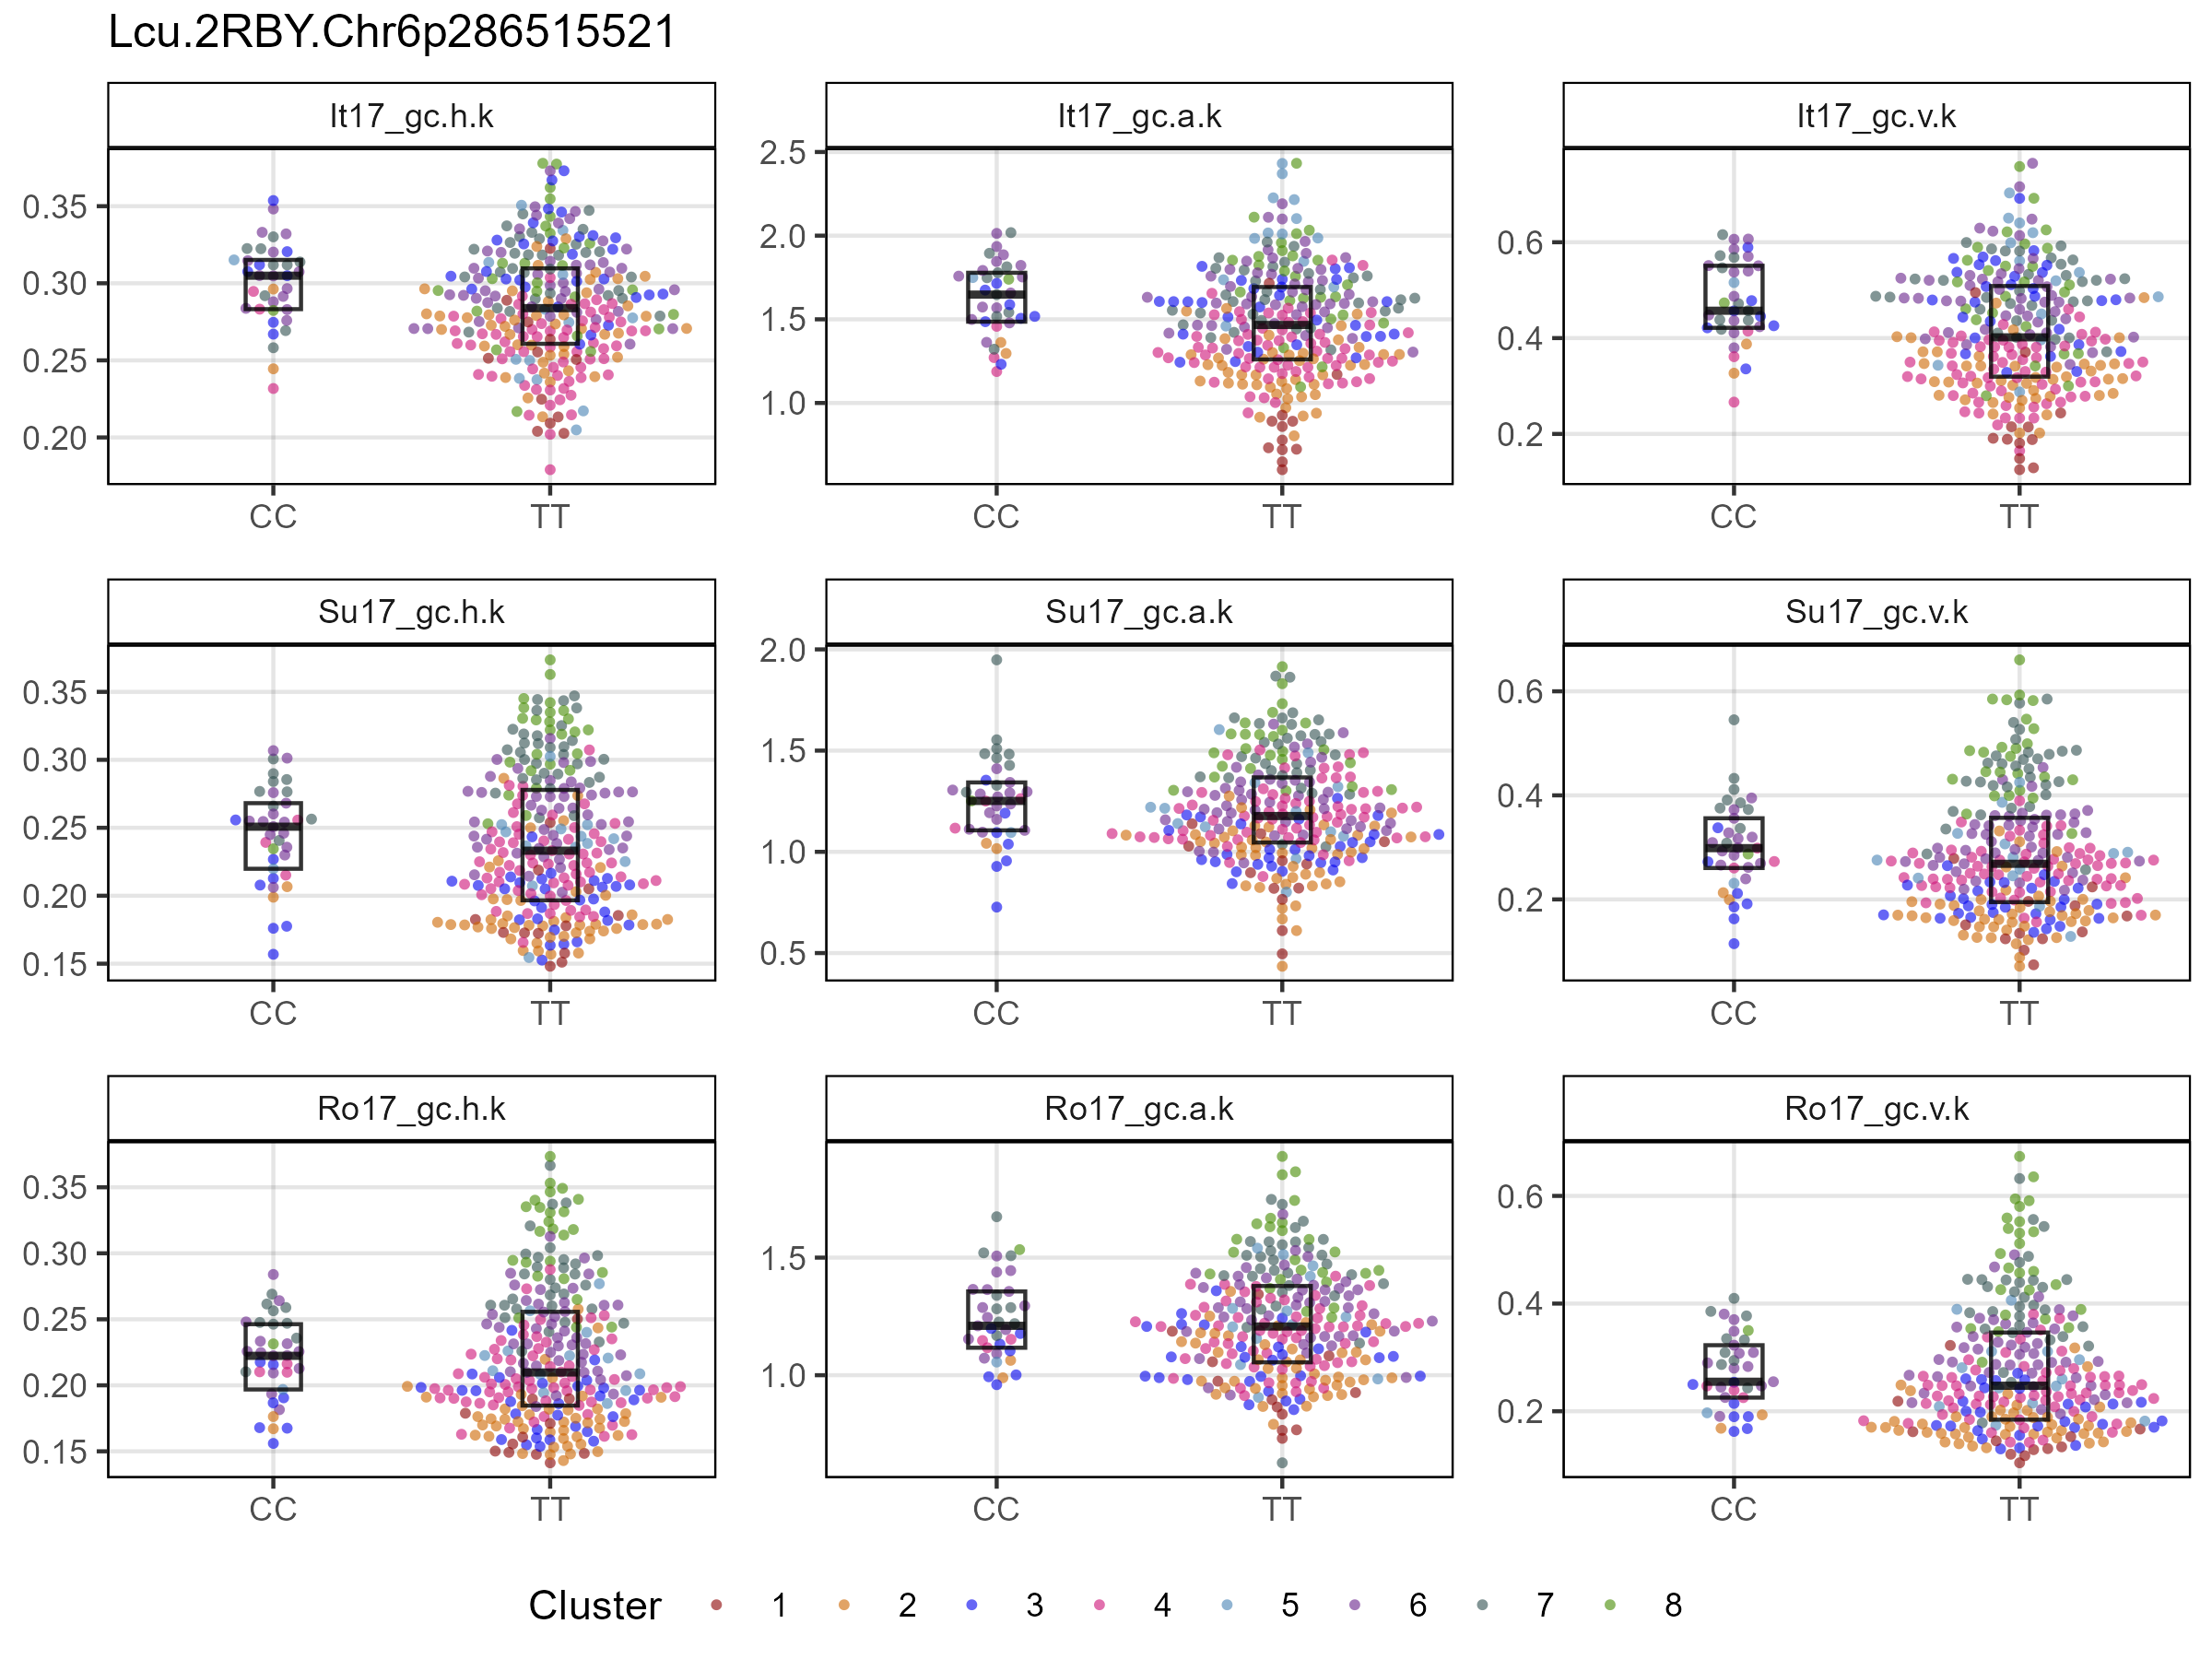 Lcu.2RBY.Chr6p286515521
It17_gc.h.k
It17_gc.a.k
It17_gc.v.k
0.35
0.30
0.25
0.20
2.5
2.0
1.5
1.0
0.6
0.4
0.2
CC TT
CC TT
CC TT
Su17_gc.h.k
Su17_gc.a.k
Su17_gc.v.k
0.35
0.30
0.25
0.20
0.15
2.0
1.5
1.0
0.5
0.6
0.4
0.2
CC TT
CC TT
CC TT
Ro17_gc.h.k
Ro17_gc.a.k
Ro17_gc.v.k
0.35
0.30
0.25
0.20
0.15
1.5
1.0
0.6
0.4
0.2
CC TT
CC TT
CC TT
Cluster 1 2 3 4 5 6 7 8